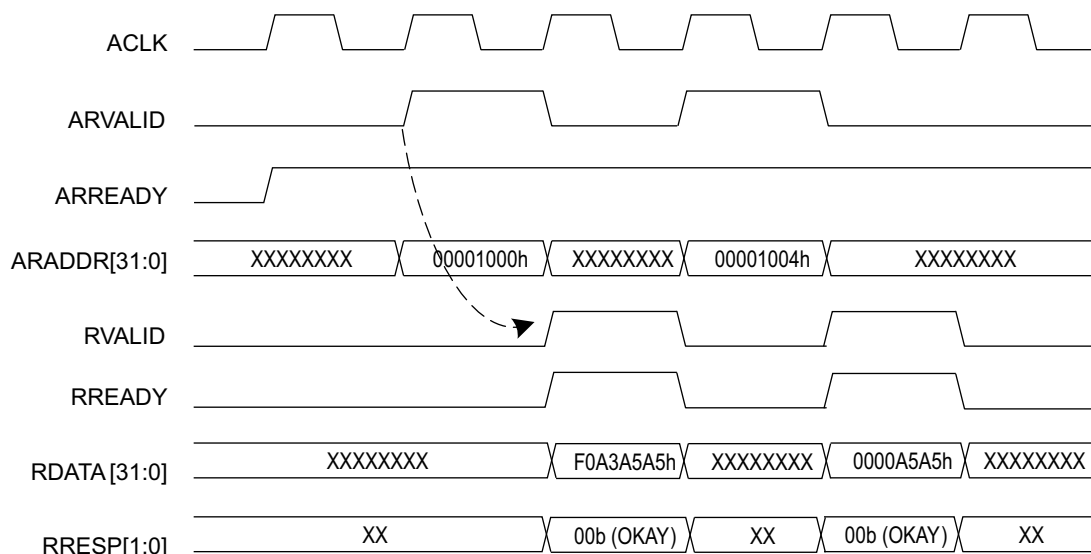 ACLK
ARVALID
ARREADY
ARADDR[31:0] XXXXXXXX 00001000h XXXXXXXX 00001004h XXXXXXXX
RVALID
RREADY
RDATA [31:0] XXXXXXXX F0A3A5A5h XXXXXXXX 0000A5A5h XXXXXXXX
RRESP[1:0] XX 00b (OKAY) XX 00b (OKAY) XX